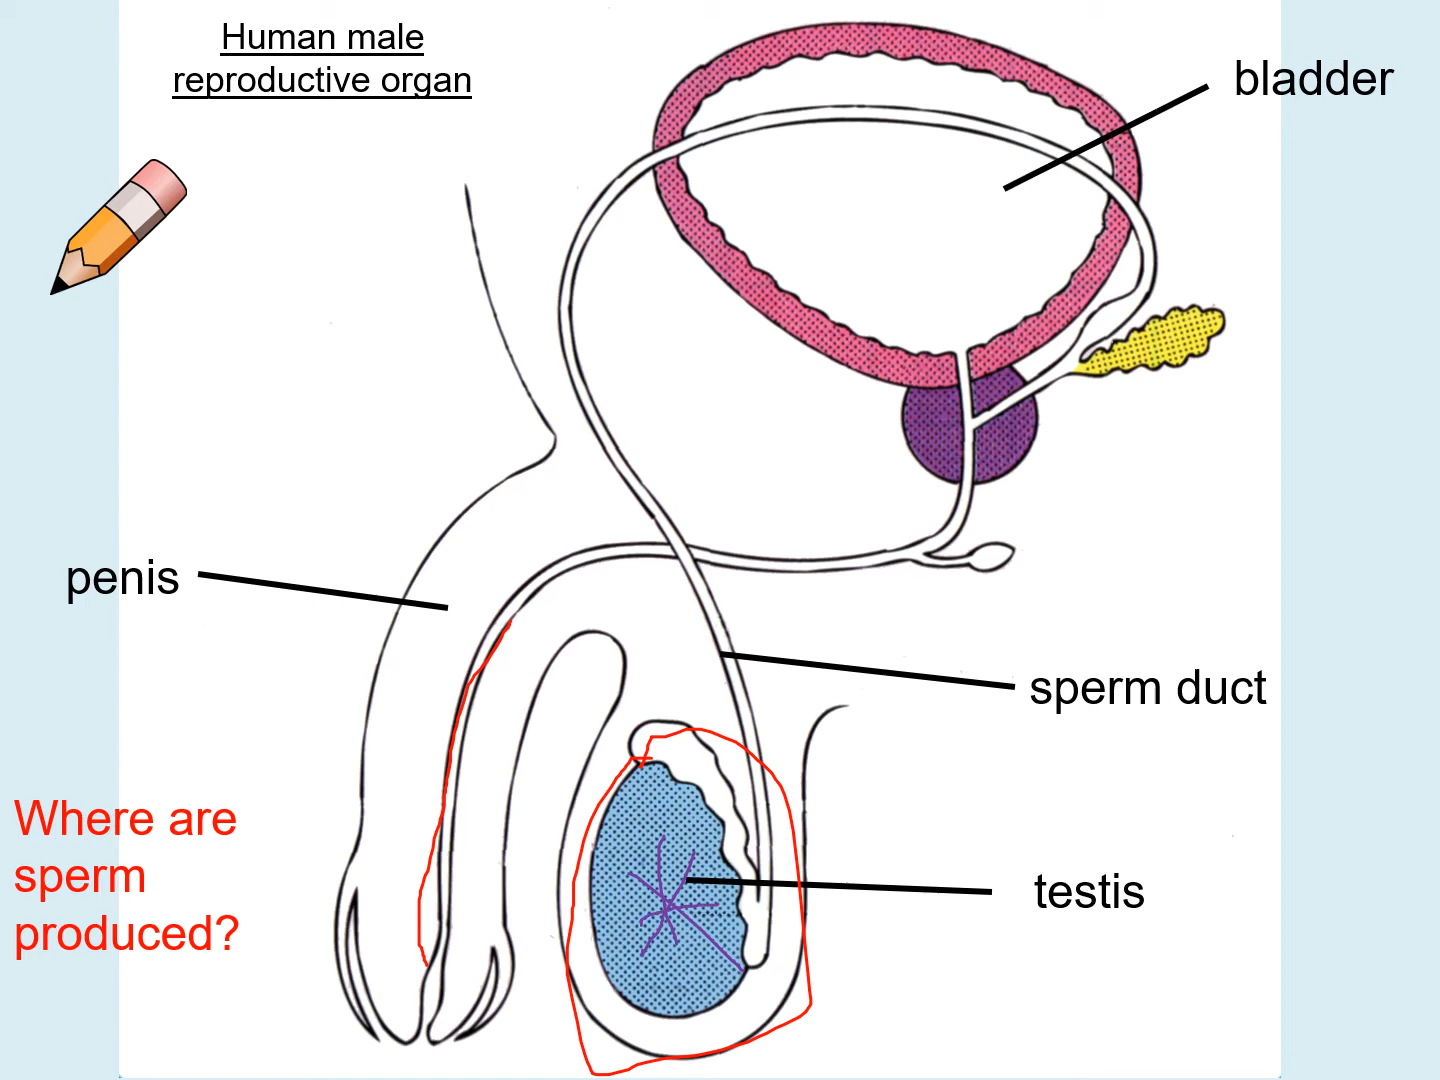 Human male
reproductive organ
bladder
penis
sperm duct
Where are
sperm
produced?
testis